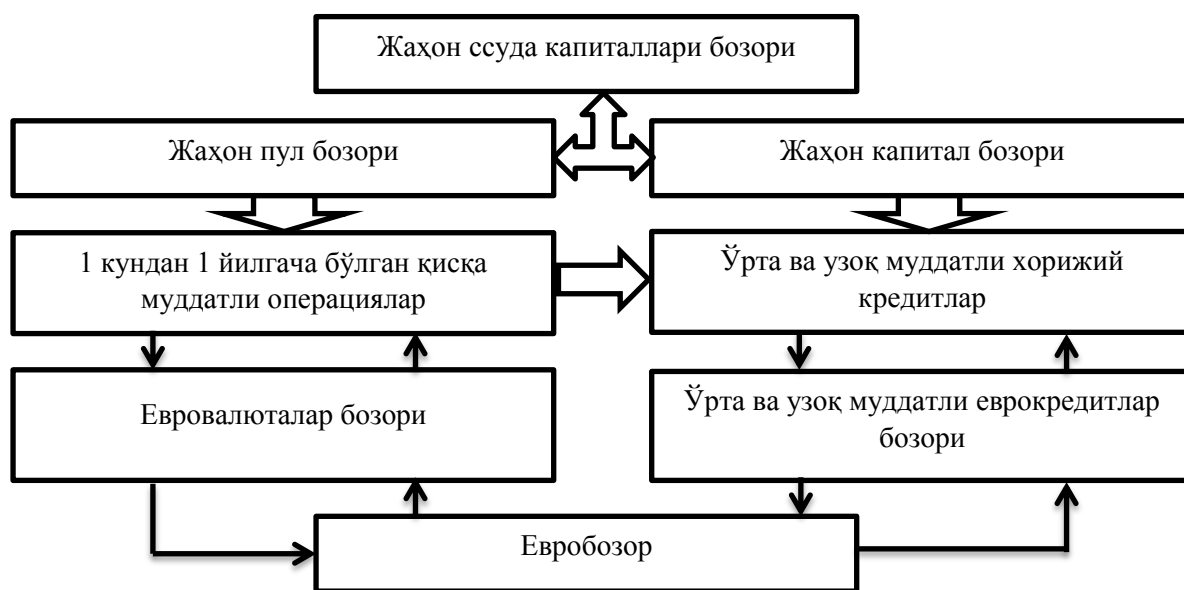 Жаҳон ссуда капиталлари бозори
Жаҳон пул бозори
Жаҳон капитал бозори
1 кундан 1 йилгача бўлган қисқа
муддатли операциялар
Ўрта ва узоқ муддатли хорижий
кредитлар
Евровалюталар бозори
Ўрта ва узоқ муддатли еврокредитлар
бозори
Евробозор